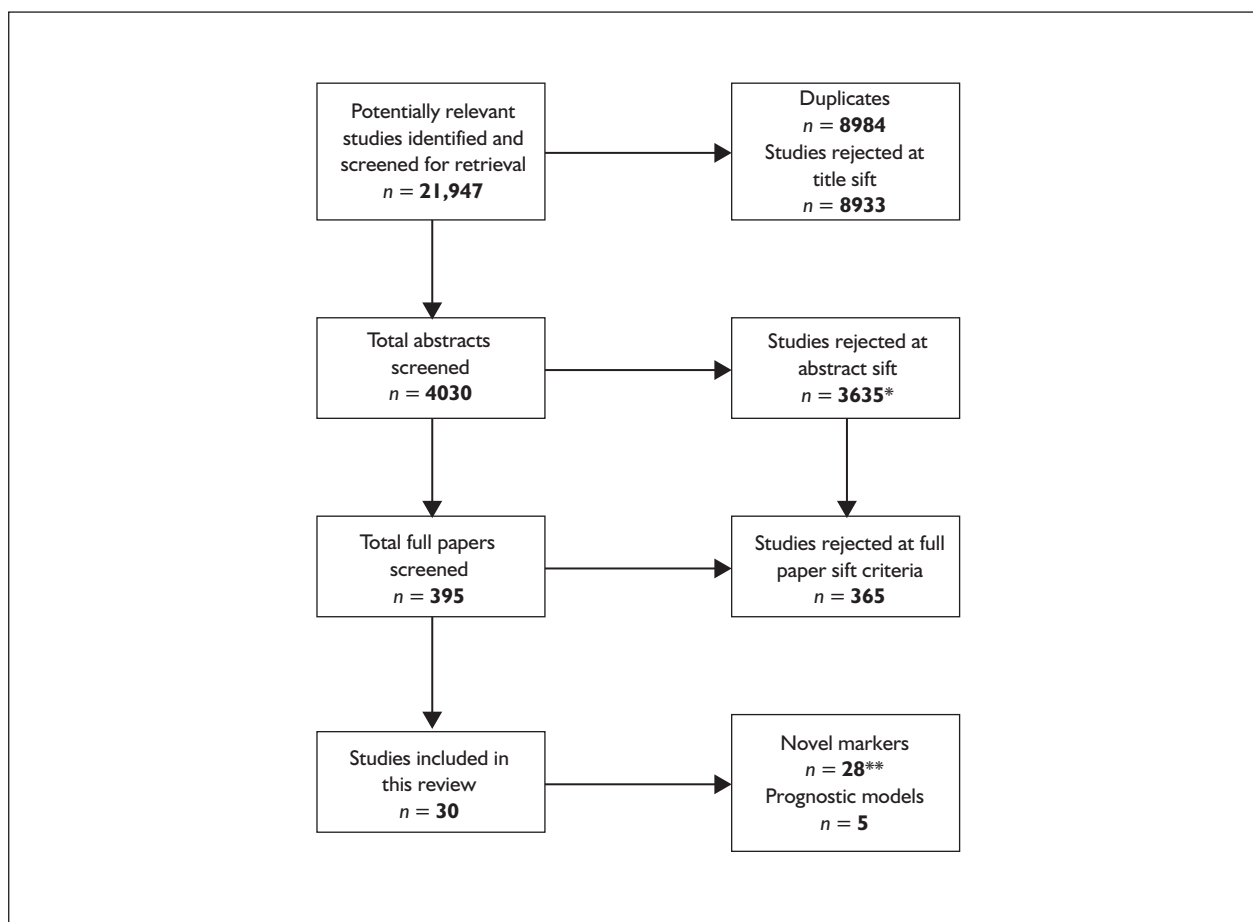 Potentially relevant
studies identified and
screened for retrieval
n = 21,947
Duplicates
n = 8984
Studies rejected at
title sift
n = 8933
Total abstracts
screened
n = 4030
Studies rejected at
abstract sift
n = 3635*
Total full papers
screened
n = 395
Studies rejected at full
paper sift criteria
n = 365
Studies included in
this review
n = 30
Novel markers
n = 28**
Prognostic models
n = 5